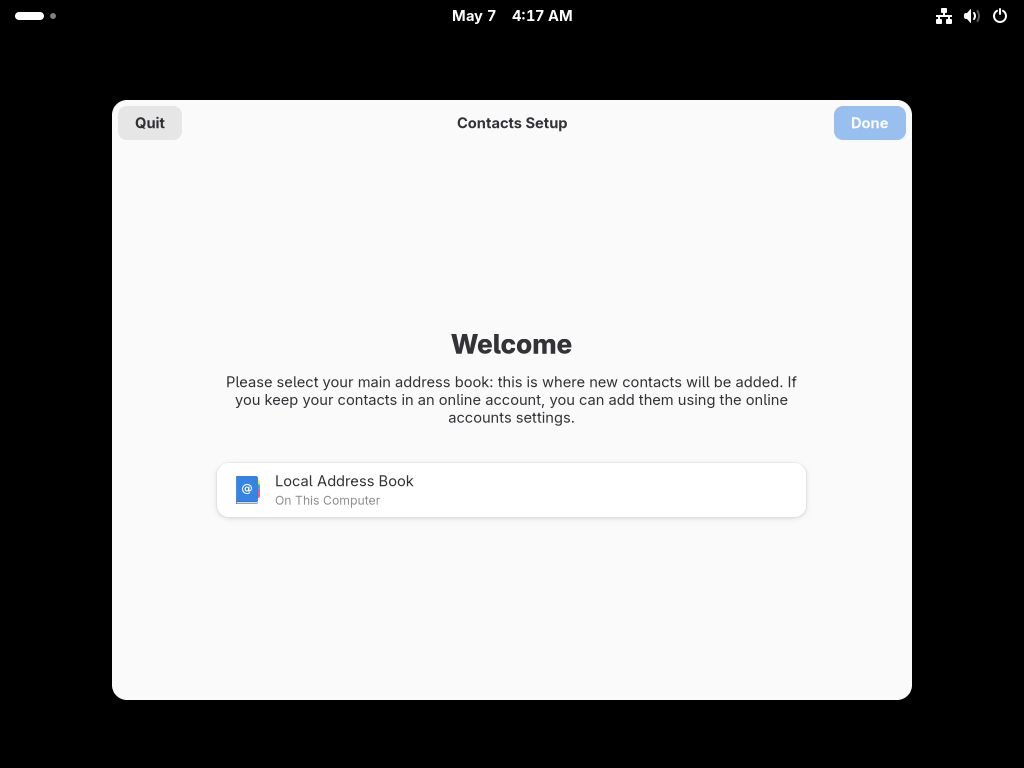 May 7 4:17 AM
Quit
Contacts Setup
Done
Welcome
Please select your main address book: this is where new contacts will be added. If
you keep your contacts in an online account, you can add them using the online
accounts settings.
@
Local Address Book
On This Computer